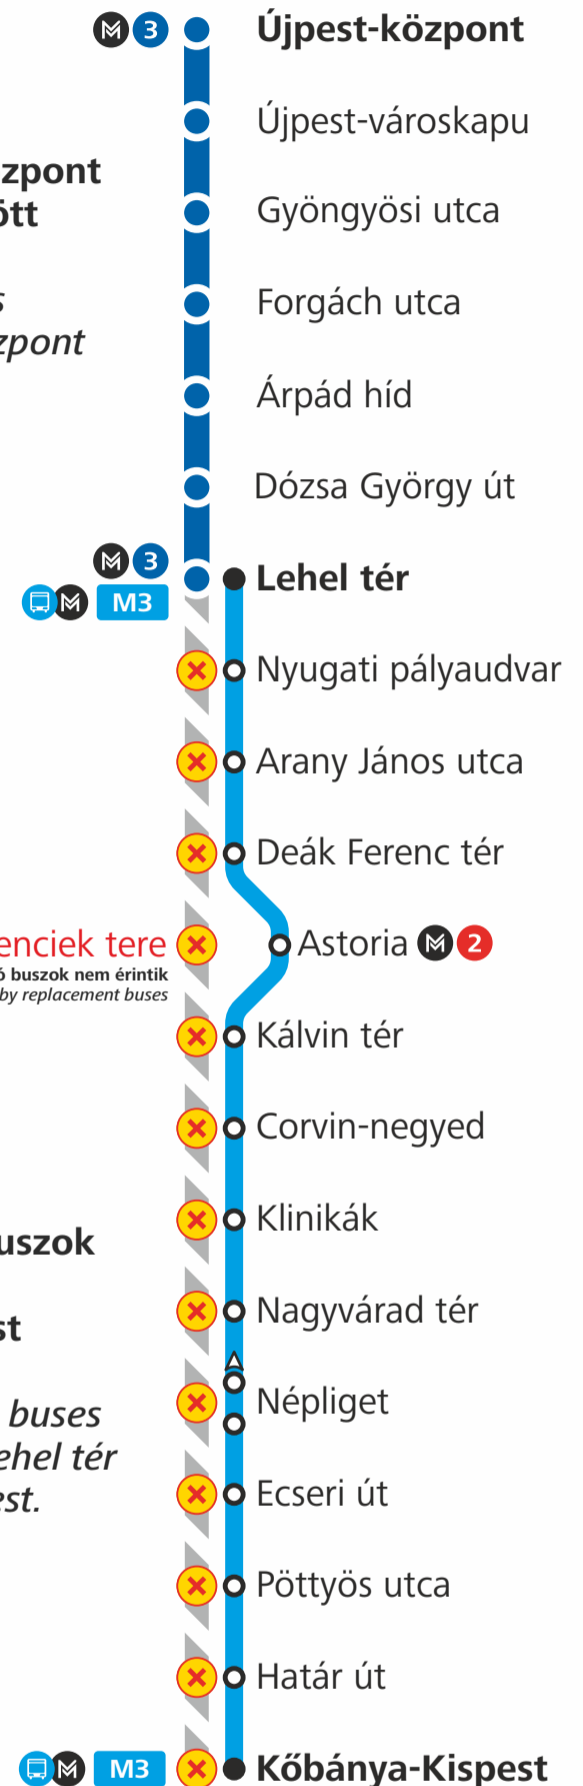 3 Újpest-központ
Újpest-városkapu
zpont
Gyöngyösi utca
ött
s
Forgách utca
zpont
Árpád híd
Dózsa György út
3
Lehel tér
M3
Nyugati pályaudvar
Arany János utca
Deák Ferenc tér
enciek tere
Astoria M 2
ó buszok nem érintik
by replacement buses
Kálvin tér
Corvin-negyed
Klinikák
uszok
Nagyvárad tér
st
Népliget
buses
ehel tér
Ecseri út
est.
Pöttyös utca
Határ út
M3 Kőbánya-Kispest